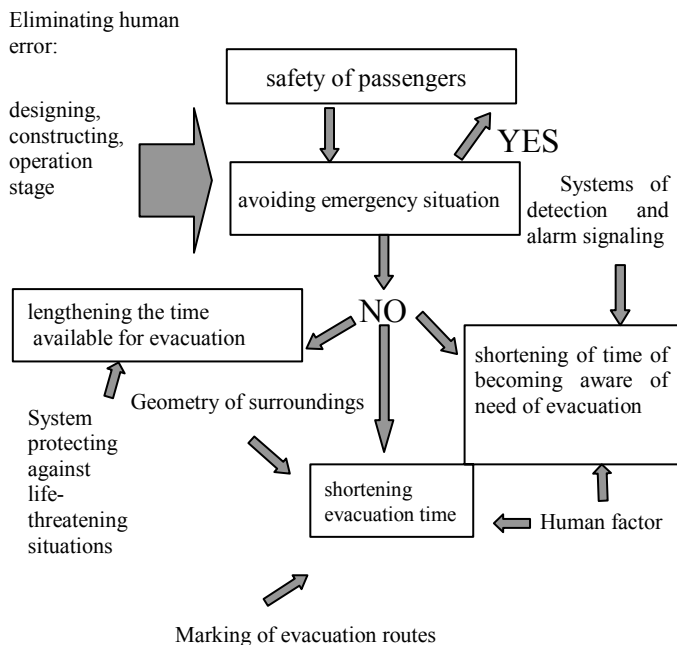 Eliminating human
error:
designing,
constructing,
operation
stage
safety of passengers
YES
avoiding emergency situation
Systems of
detection and
alarm signaling
NO
lengthening the time
available for evacuation
shortening of time of
becoming aware of
need of evacuation
Geometry of surroundings
System
protecting
against
life-
threatening
situations
shortening
evacuation time
Human factor
Marking of evacuation routes